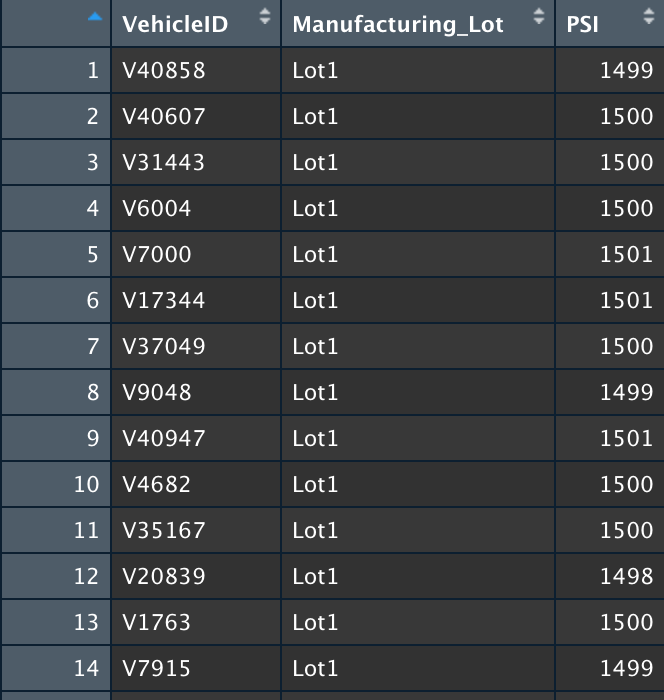 VehicleID Manufacturing_Lot PSI
1 V40858 Lot1 1499
2 V40607 Lot1 1500
3 V31443 Lot1 1500
4 V6004 Lot1 1500
5 V7000 Lot1 1501
6 V17344 Lot1 1501
7 V37049 Lot1 1500
8 V9048 Lot1 1499
9 V40947 Lot1 1501
10 V4682 Lot1 1500
11 V35167 Lot1 1500
12 V20839 Lot1 1498
13 V1763 Lot1 1500
14 V7915 Lot1 1499